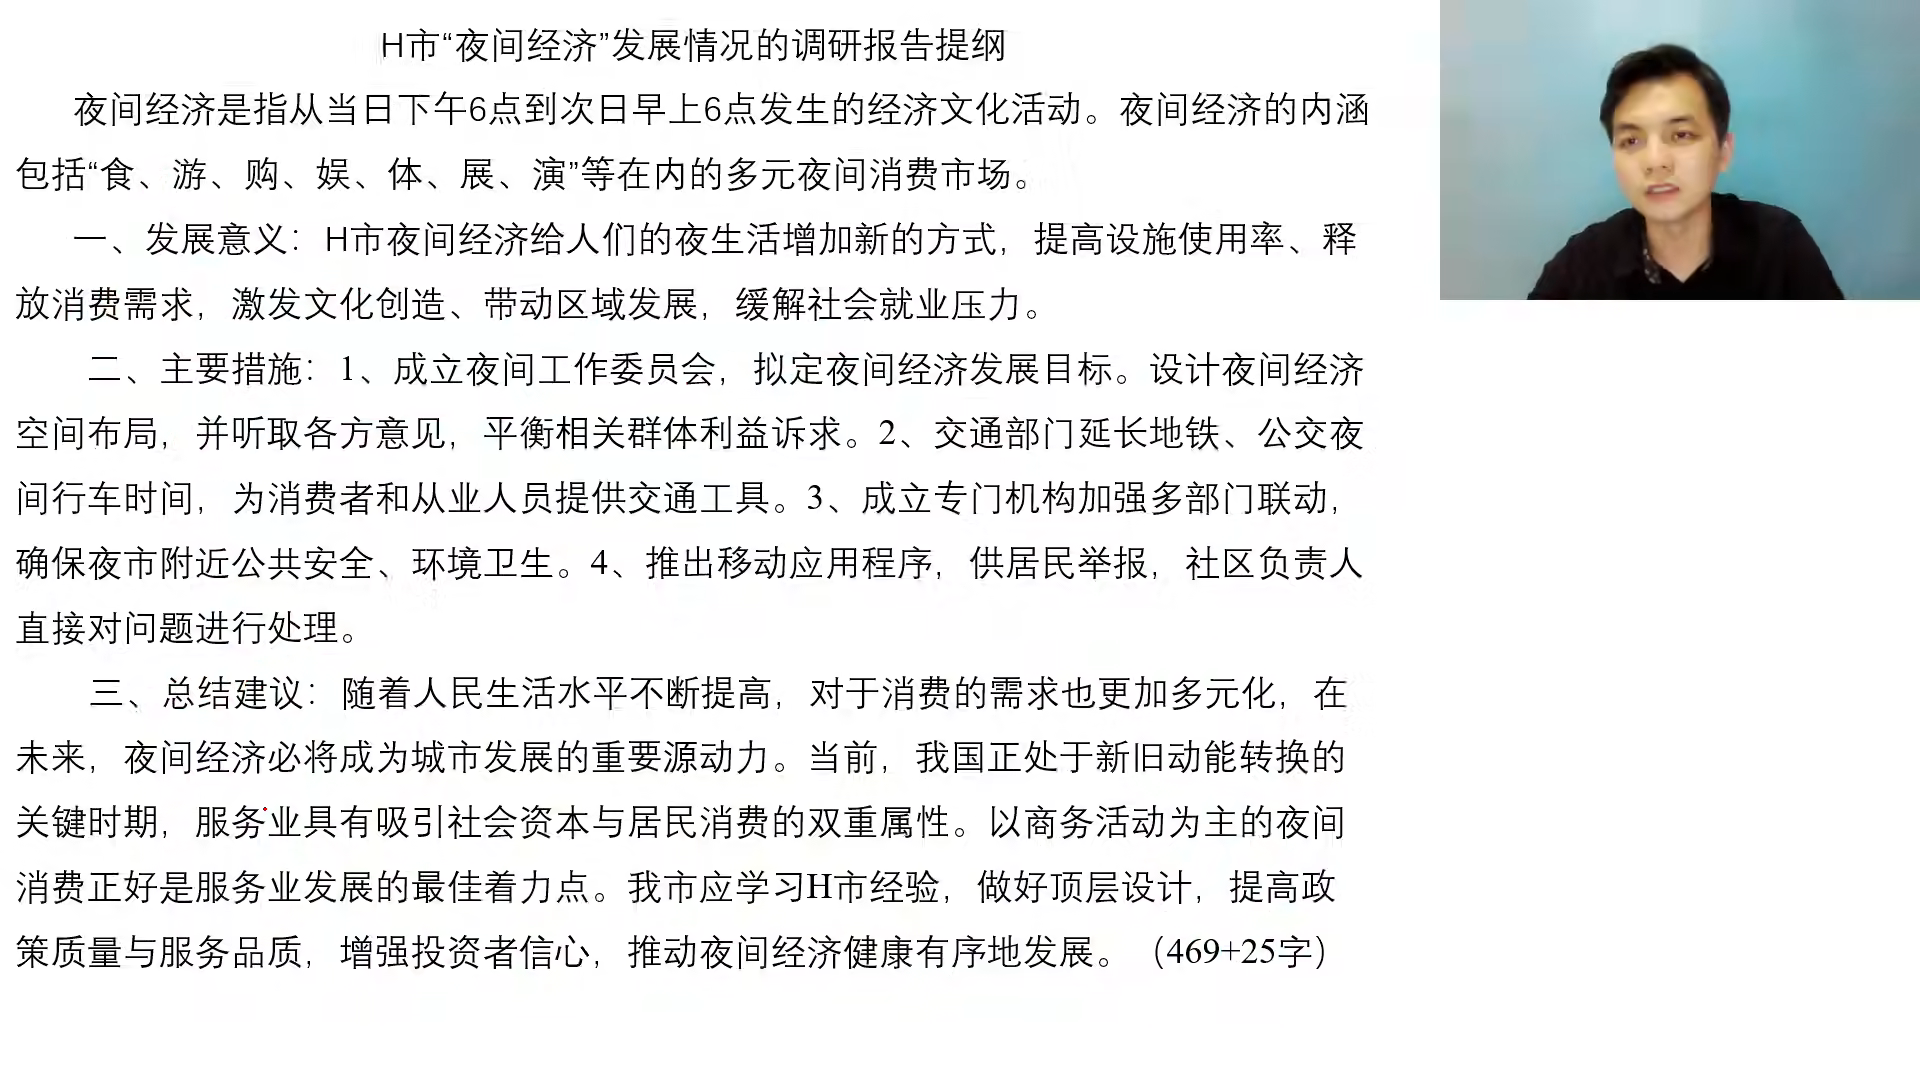 H市“夜间经济”发展情况的调研报告提纲
夜间经济是指从当日下午6点到次日早上6点发生的经济文化活动。夜间经济的内涵
包括“食、游、购、娱、体、展、演”等在内的多元夜间消费市场。
一、发展意义：H市夜间经济给人们的夜生活增加新的方式，提高设施使用率、释
放消费需求，激发文化创造、带动区域发展，缓解社会就业压力。
二、主要措施：1、成立夜间工作委员会，拟定夜间经济发展目标。设计夜间经济
空间布局，并听取各方意见，平衡相关群体利益诉求。2、交通部门延长地铁、公交夜
间行车时间，为消费者和从业人员提供交通工具。3、成立专门机构加强多部门联动，
确保夜市附近公共安全、环境卫生。4、推出移动应用程序，供居民举报，社区负责人
直接对问题进行处理。
三、总结建议：随着人民生活水平不断提高，对于消费的需求也更加多元化，在
未来，夜间经济必将成为城市发展的重要源动力。当前，我国正处于新旧动能转换的
关键时期，服务业具有吸引社会资本与居民消费的双重属性。以商务活动为主的夜间
消费正好是服务业发展的最佳着力点。我市应学习H市经验，做好顶层设计，提高政
策质量与服务品质，增强投资者信心，推动夜间经济健康有序地发展。（469+25字）